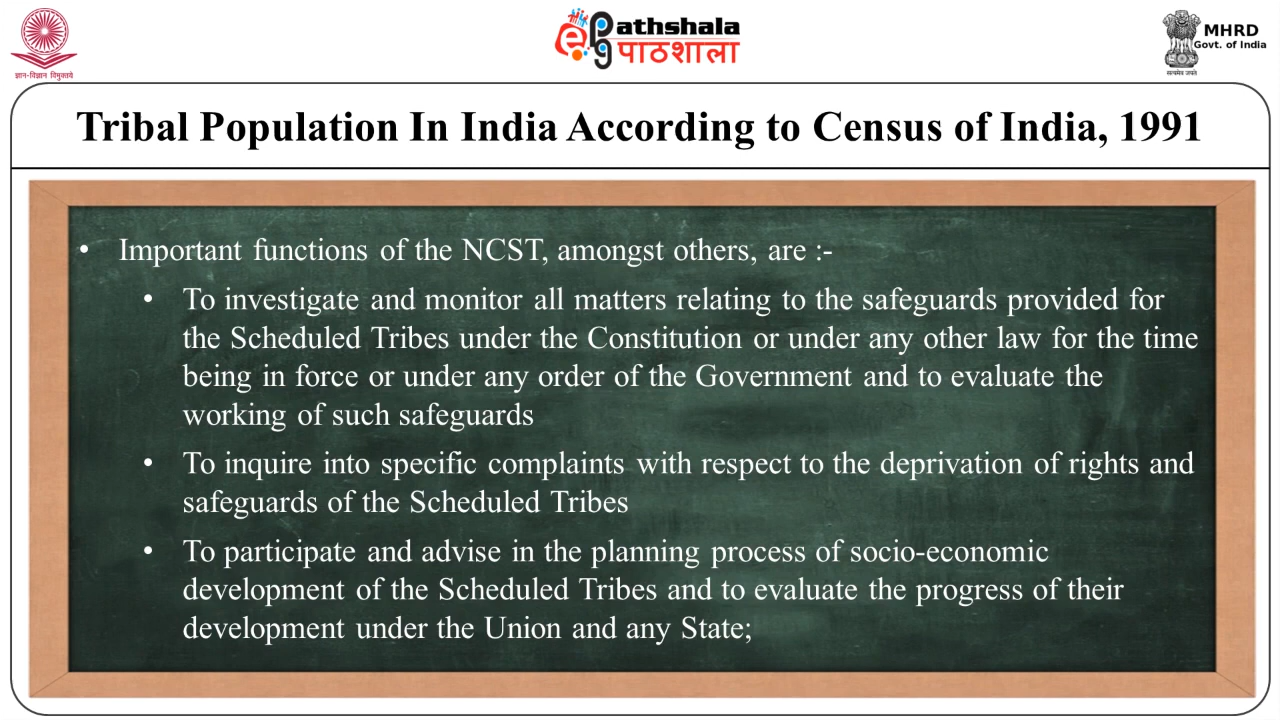 ज्ञान-विज्ञान विमुक्तये
ePathshala
पाठशाला
MHRD
Govt. of India
सत्यमेव जयते
Tribal Population In India According to Census of India, 1991
• Important functions of the NCST, amongst others, are :-
• To investigate and monitor all matters relating to the safeguards provided for
the Scheduled Tribes under the Constitution or under any other law for the time
being in force or under any order of the Government and to evaluate the
working of such safeguards
• To inquire into specific complaints with respect to the deprivation of rights and
safeguards of the Scheduled Tribes
• To participate and advise in the planning process of socio-economic
development of the Scheduled Tribes and to evaluate the progress of their
development under the Union and any State;